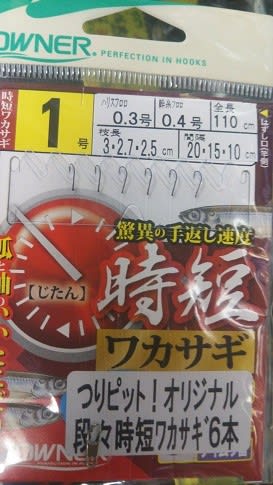 OWNER
PERFECTION IN HOOKS
時短ワカサギ
1号
ハリスフロロ 0.3号
幹糸フロロ 0.4号
全長 110cm
はずし口(竿側)
枝長 3・2.7・2.5cm
間隔 20・15・10cm
驚異の手返し速度
【じたん】
時短
ワカサギ
つりピット!オリジナル
段々時短ワカサギ6本
OWNER